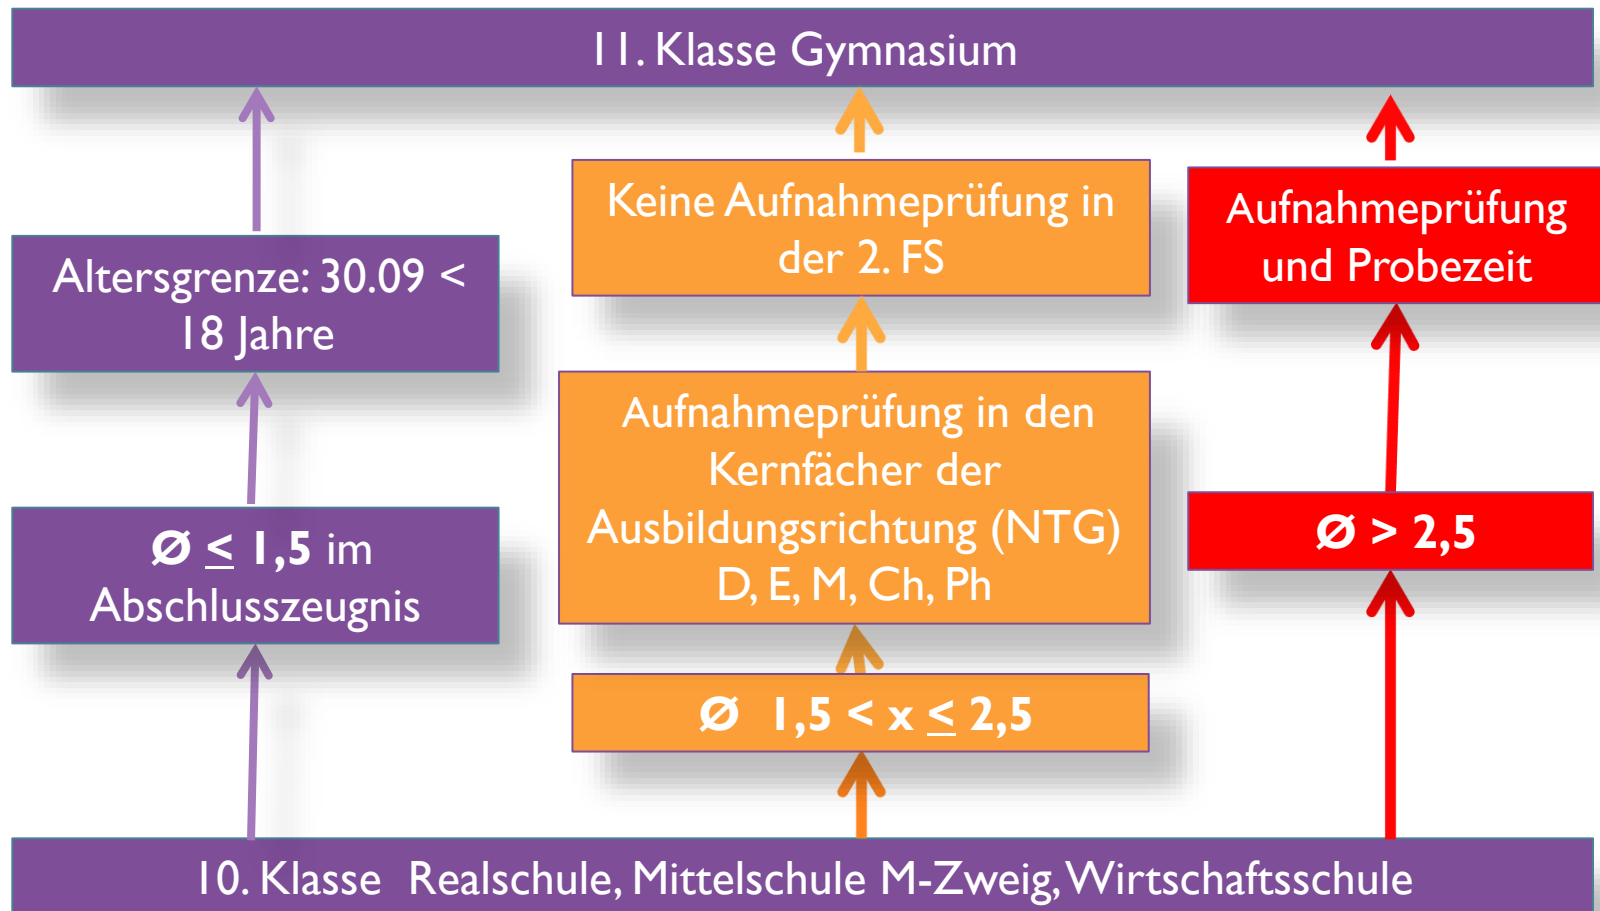 11. Klasse Gymnasium
Altersgrenze: 30.09 <
18 Jahre
Ø ≤ 1,5 im
Abschlusszeugnis
Keine Aufnahmeprüfung in
der 2. FS
Aufnahmeprüfung in den
Kernfächer der
Ausbildungsrichtung (NTG)
D, E, M, Ch, Ph
Ø 1,5 < x ≤ 2,5
Aufnahmeprüfung
und Probezeit
Ø > 2,5
10. Klasse Realschule, Mittelschule M-Zweig, Wirtschaftsschule